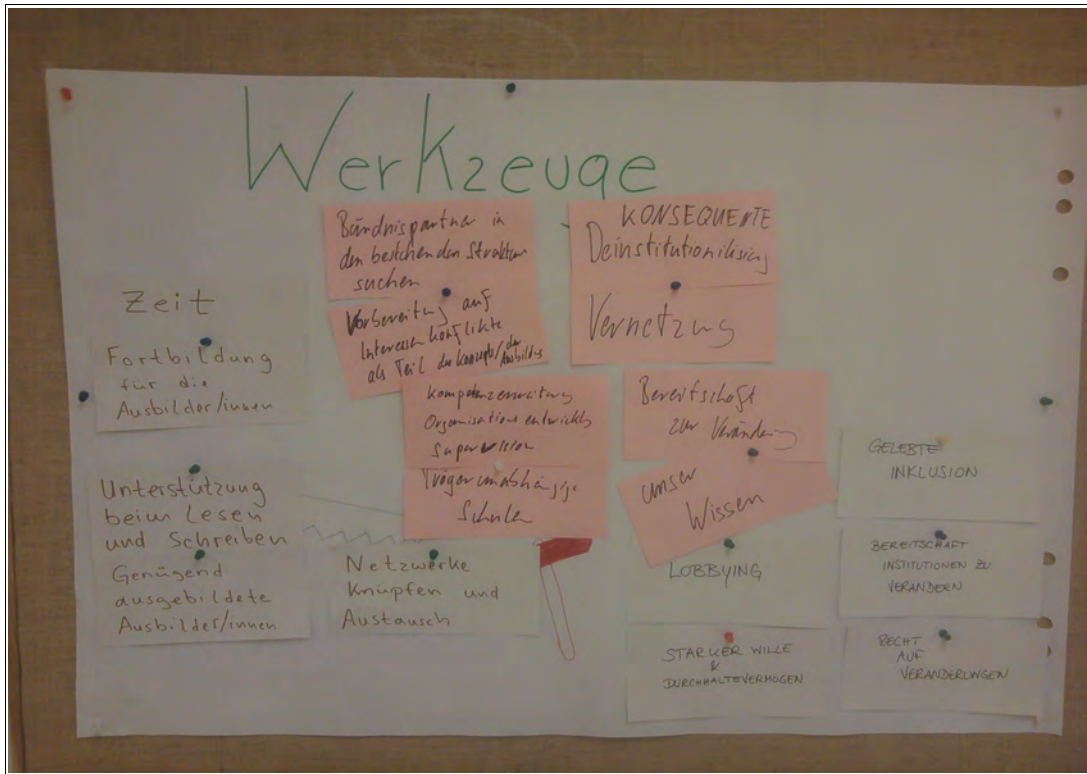 Werkzeuge
Bündnispartner in
den bestehenden Strukturen
suchen
KONSEQUENTE
Deinstitutionilisierung
Zeit
Vorbereitung auf
Interessenkonflikte
als Teil des Konzepts/der Ausbildung
Vernetzung
Fortbildung
für die
Ausbilder/innen
Kompetenzerweiterung
Organisationsentwickls
Supervision
Bereitschaft
zur Veränderung
GELEBTE
INKLUSION
Unterstützung
beim Lesen
und Schreiben
Trägerunabhängige
Schulen
unser
Wissen
Genügend
ausgebildete
Ausbilder/innen
Netzwerke
Knüpfen und
Austausch
LOBBYING
BEREITSCHAFT
INSTITUTIONEN ZU
VERÄNDERN
STARKER WILLE
&
DURCHHALTEVERMÖGEN
RECHT
AUF
VERÄNDERUNGEN